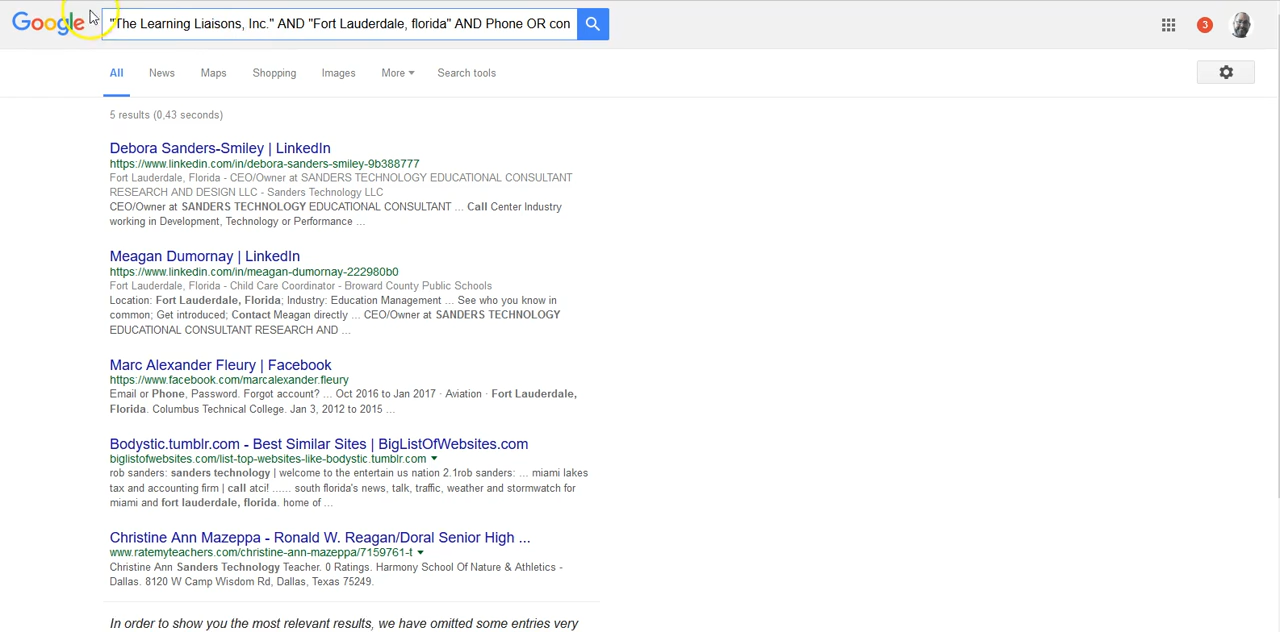 Google
"The Learning Liaisons, Inc." AND "Fort Lauderdale, florida" AND Phone OR con
3
All News Maps Shopping Images More Search tools
5 results (0,43 seconds)
Debora Sanders-Smiley | LinkedIn
https://www.linkedin.com/in/debora-sanders-smiley-9b388777
Fort Lauderdale, Florida - CEO/Owner at SANDERS TECHNOLOGY EDUCATIONAL CONSULTANT
RESEARCH AND DESIGN LLC - Sanders Technology LLC
CEO/Owner at SANDERS TECHNOLOGY EDUCATIONAL CONSULTANT ... Call Center Industry
working in Development, Technology or Performance ...
Meagan Dumornay | LinkedIn
https://www.linkedin.com/in/meagan-dumornay-222980b0
Fort Lauderdale, Florida - Child Care Coordinator - Broward County Public Schools
Location: Fort Lauderdale, Florida; Industry: Education Management ... See who you know in
common; Get introduced; Contact Meagan directly ... CEO/Owner at SANDERS TECHNOLOGY
EDUCATIONAL CONSULTANT RESEARCH AND ...
Marc Alexander Fleury | Facebook
https://www.facebook.com/marcalexander.fleury
Email or Phone, Password. Forgot account? ... Oct 2016 to Jan 2017 · Aviation · Fort Lauderdale,
Florida. Columbus Technical College. Jan 3, 2012 to 2015 ...
Bodystic.tumblr.com - Best Similar Sites | BigListOfWebsites.com
biglistofwebsites.com/list-top-websites-like-bodystic.tumblr.com
rob sanders: sanders technology | welcome to the entertain us nation 2.1rob sanders: ... miami lakes
tax and accounting firm | call atci! ...... south florida's news, talk, traffic, weather and stormwatch for
miami and fort lauderdale, florida. home of ...
Christine Ann Mazeppa - Ronald W. Reagan/Doral Senior High ...
www.ratemyteachers.com/christine-ann-mazeppa/7159761-t
Christine Ann Sanders Technology Teacher. 0 Ratings. Harmony School Of Nature & Athletics -
Dallas. 8120 W Camp Wisdom Rd, Dallas, Texas 75249.
In order to show you the most relevant results, we have omitted some entries very